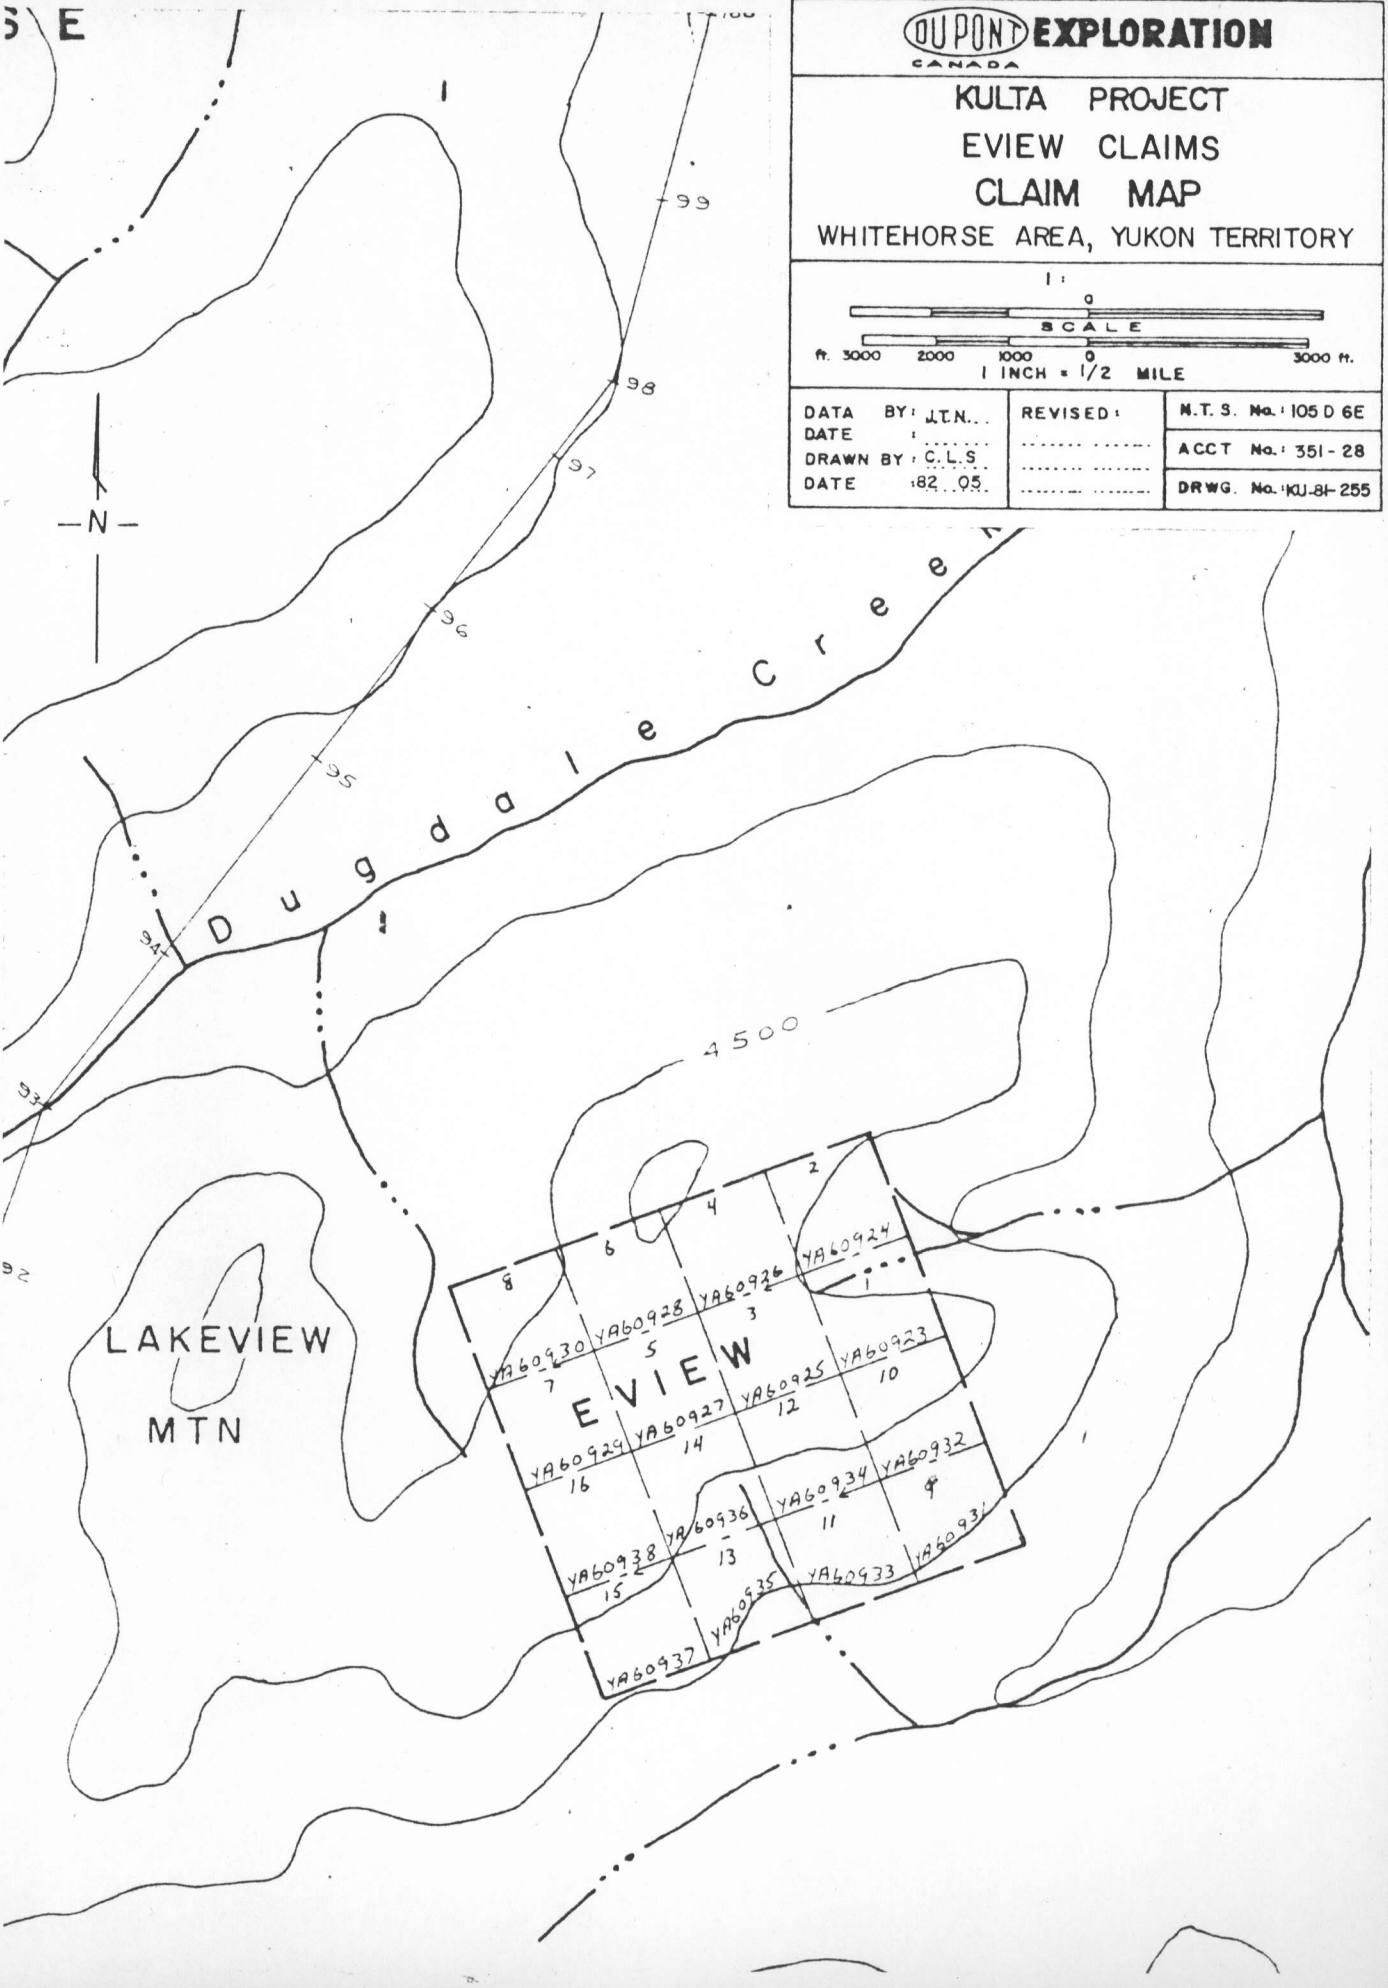 S E
DUPONT EXPLORATION
CANADA
KULTA PROJECT
EVIEW CLAIMS
CLAIM MAP
WHITEHORSE AREA, YUKON TERRITORY
1 :
0
SCALE
ft. 3000 2000 1000 0 3000 ft.
1 INCH = 1/2 MILE
DATA BY: J.T.N.
DATE :
DRAWN BY: C.L.S
DATE :82 05
REVISED:
N.T.S. No.: 105 D 6E
ACCT No.: 351-28
DRWG. No.: KU-81-255
99
98
97
96
95
94
93
92
-N-
Dugdale Creek
4500
LAKEVIEW
MTN
EVIEW
2
4
6
8
YA60924
YA60926
YA60928
YA60930
1
3
5
7
YA60923
YA60925
YA60927
YA60929
10
12
14
16
YA60932
YA60934
YA60936
YA60938
9
11
13
15
YA60931
YA60933
YA60935
YA60937